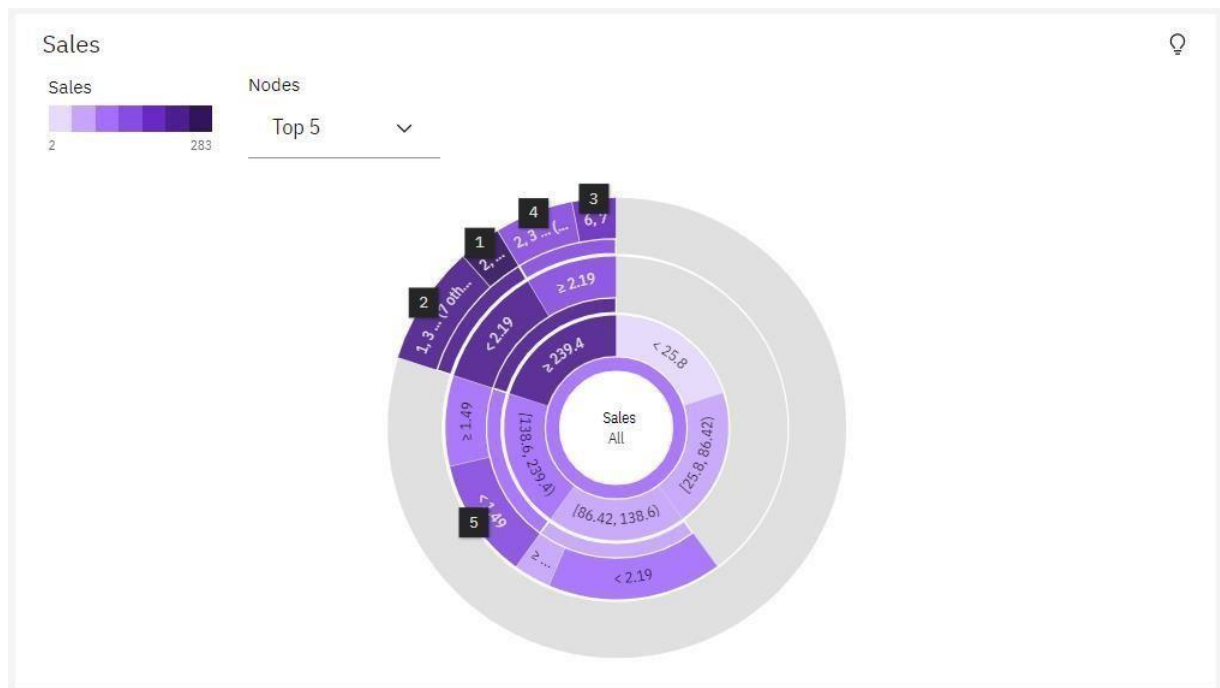 Sales
Sales
Nodes
Top 5
2
283
3
4
6, 7
2, 3 ... (...
1
2, ...
2
1, 3 ... (7 oth...
≥ 2.19
< 2.19
≥ 239.4
< 25.8
≥ 1.49
[138.6, 239.4)
Sales
All
[25.8, 86.42)
< 1.49
5
[86.42, 138.6)
≥ ...
< 2.19